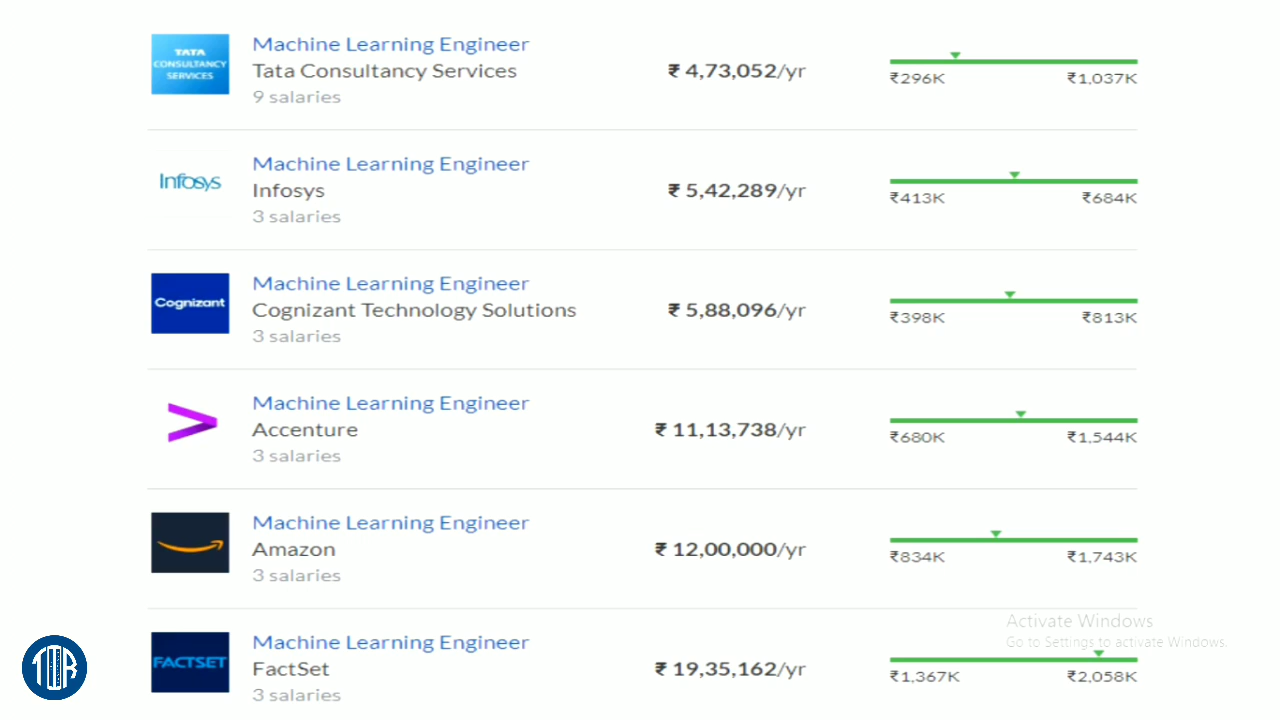 TATA
CONSULTANCY
SERVICES
Machine Learning Engineer
Tata Consultancy Services
9 salaries
₹ 4,73,052/yr
₹296K ₹1,037K
Infosys
Machine Learning Engineer
Infosys
3 salaries
₹ 5,42,289/yr
₹413K ₹684K
Cognizant
Machine Learning Engineer
Cognizant Technology Solutions
3 salaries
₹ 5,88,096/yr
₹398K ₹813K
Machine Learning Engineer
Accenture
3 salaries
₹ 11,13,738/yr
₹680K ₹1,544K
Machine Learning Engineer
Amazon
3 salaries
₹ 12,00,000/yr
₹834K ₹1,743K
FACTSET
Machine Learning Engineer
FactSet
3 salaries
₹ 19,35,162/yr
₹1,367K ₹2,058K
Activate Windows
Go to Settings to activate Windows.
TOR